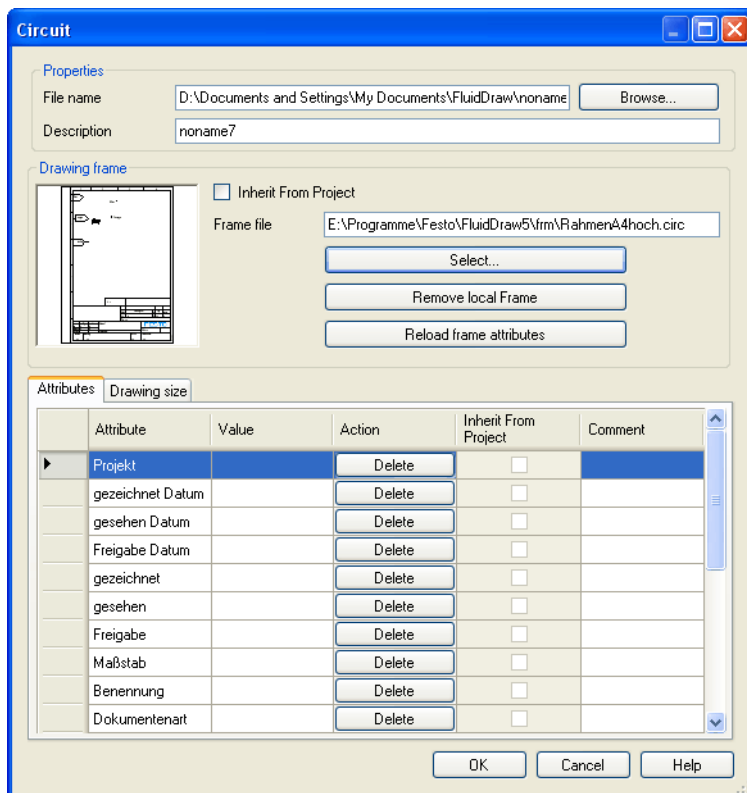 Circuit
Properties
File name D:\Documents and Settings\My Documents\FluidDraw\noname Browse...
Description noname7
Drawing frame
Inherit From Project
Frame file E:\Programme\Festo\FluidDraw5\frm\RahmenA4hoch.circ
Select...
Remove local Frame
Reload frame attributes
Attributes Drawing size
Attribute Value Action Inherit From Project Comment
Projekt Delete
gezeichnet Datum Delete
gesehen Datum Delete
Freigabe Datum Delete
gezeichnet Delete
gesehen Delete
Freigabe Delete
Maßstab Delete
Benennung Delete
Dokumentenart Delete
OK Cancel Help